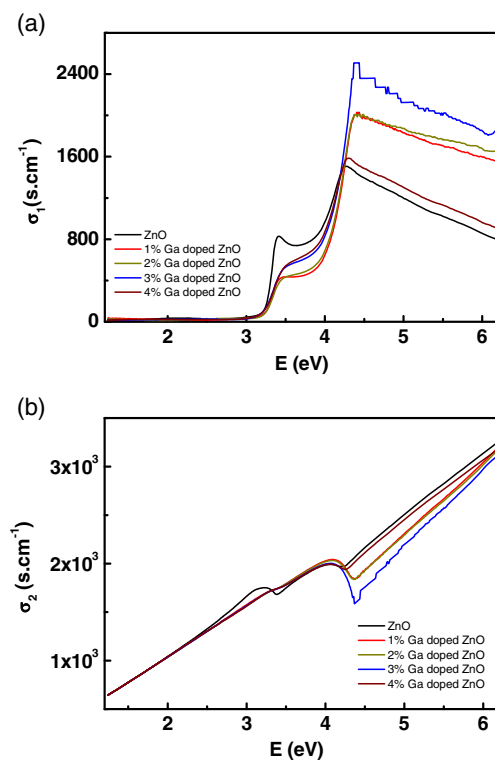 (a)
2400
1600
800
0
σ₁(s.cm⁻¹)
ZnO
1% Ga doped ZnO
2% Ga doped ZnO
3% Ga doped ZnO
4% Ga doped ZnO
2 3 4 5 6
E (eV)
(b)
3x10³
2x10³
1x10³
σ₂ (s.cm⁻¹)
ZnO
1% Ga doped ZnO
2% Ga doped ZnO
3% Ga doped ZnO
4% Ga doped ZnO
2 3 4 5 6
E (eV)